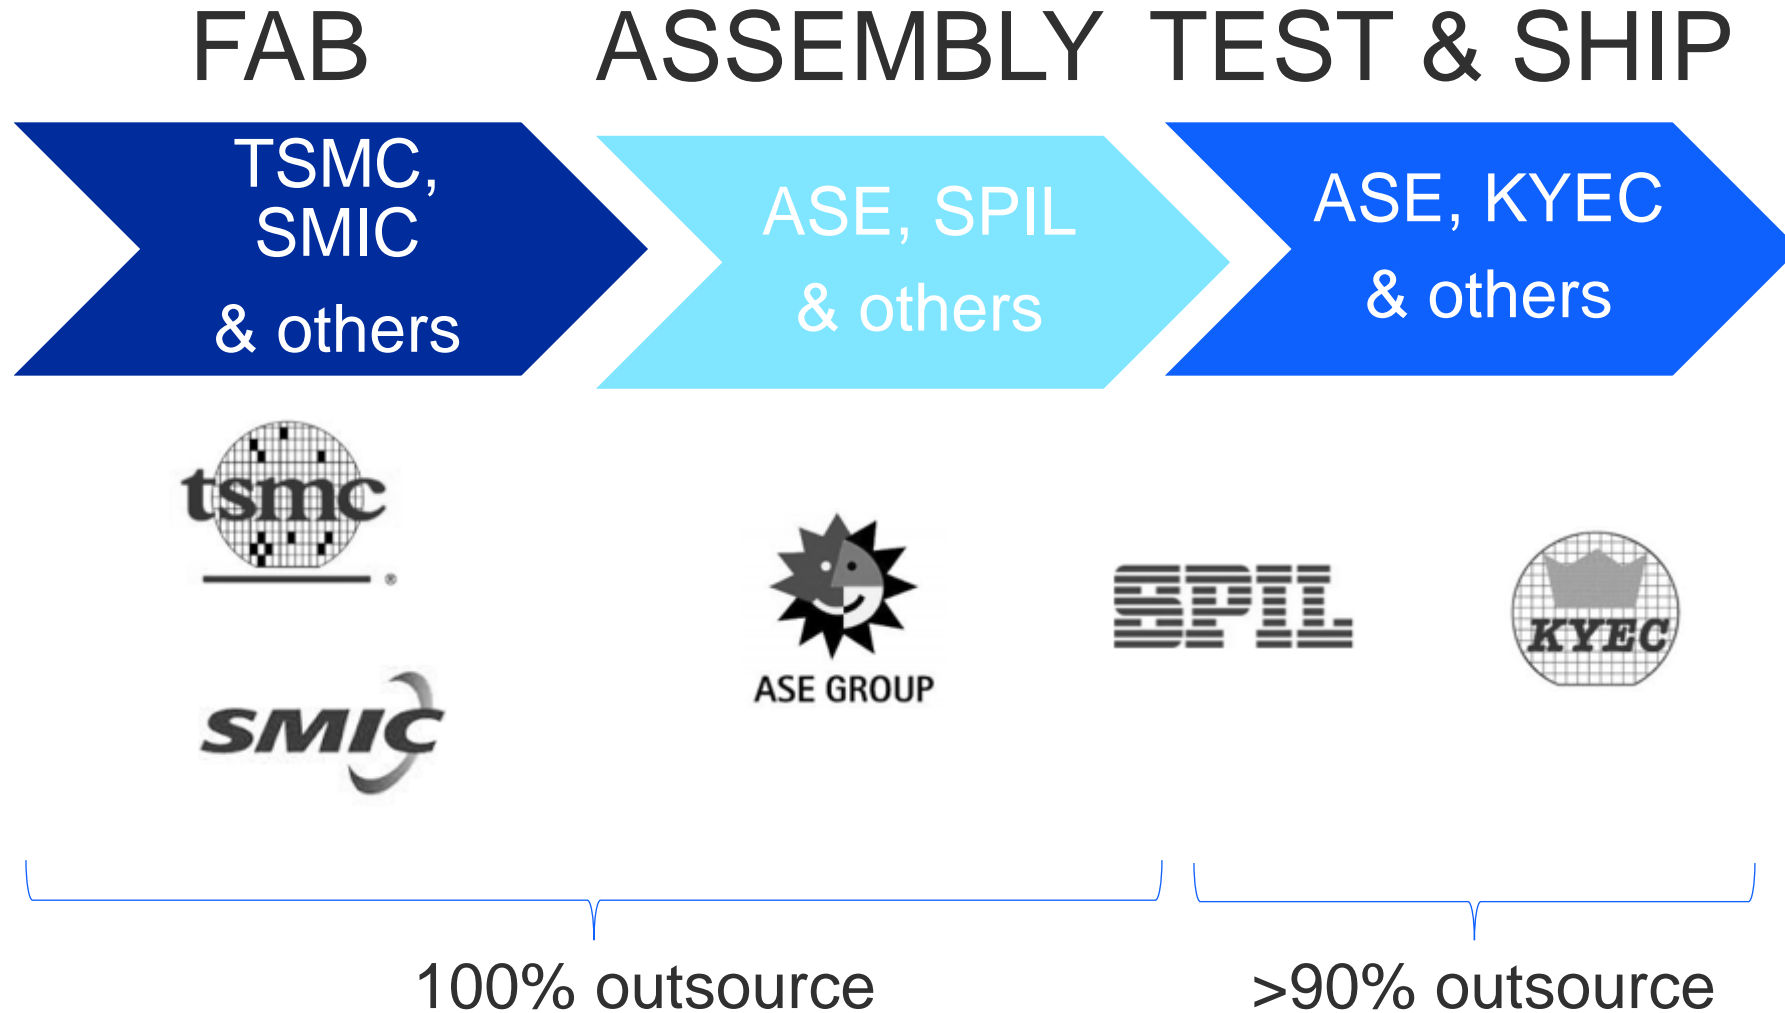 FAB
ASSEMBLY
TEST & SHIP
TSMC,
SMIC
& others
ASE, SPIL
& others
ASE, KYEC
& others
tsmc
®
SMIC
ASE GROUP
SPIL
KYEC
100% outsource
>90% outsource